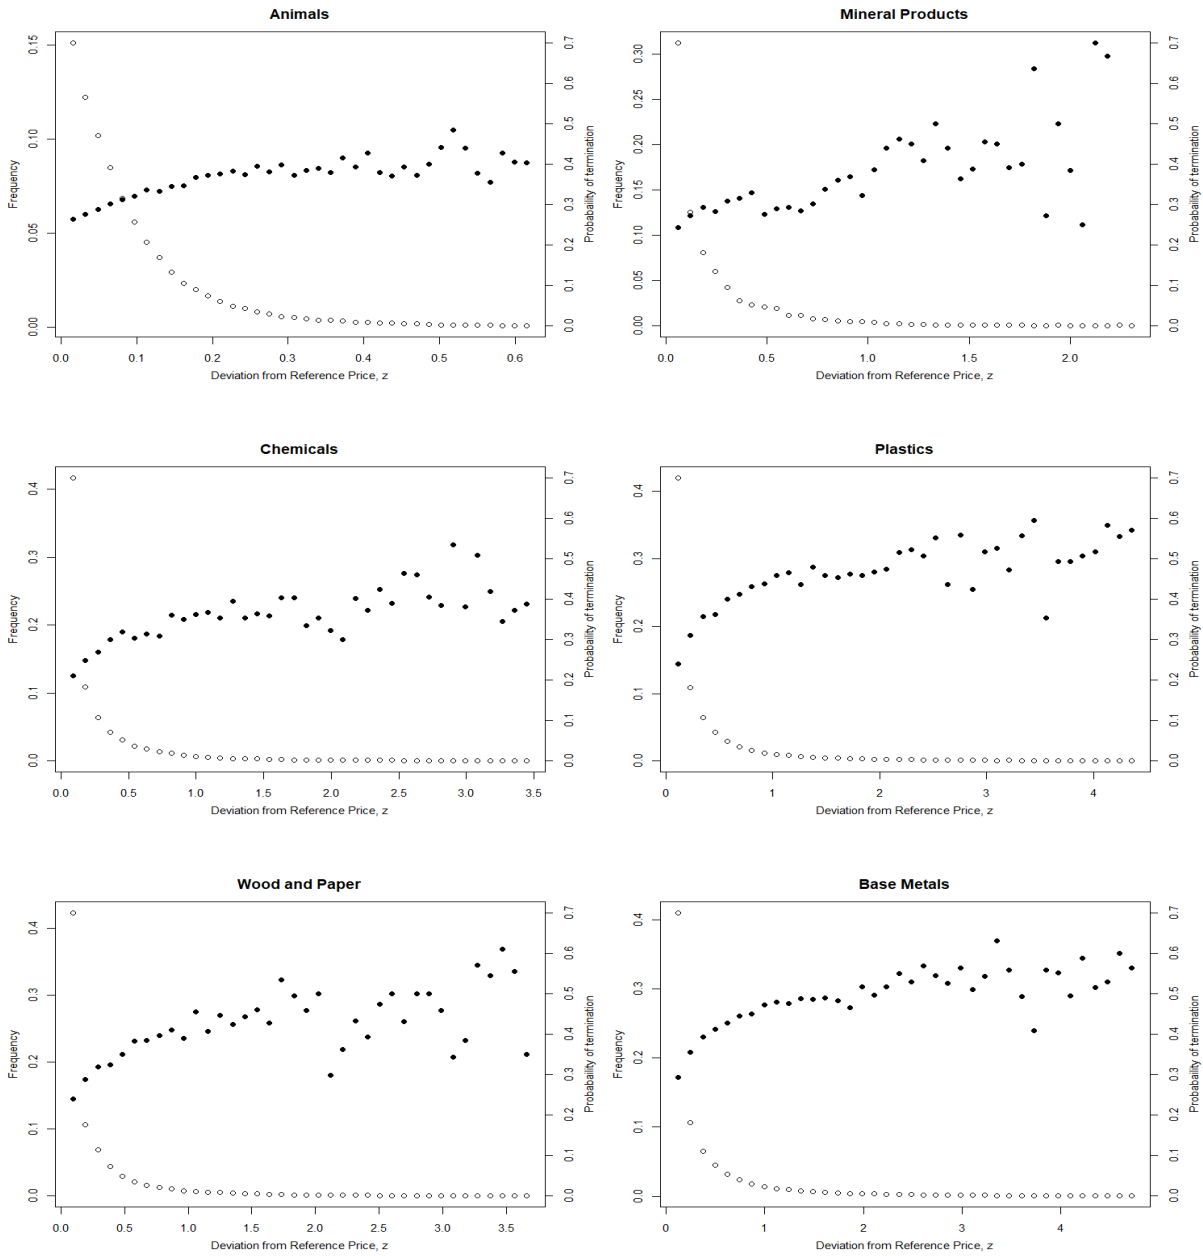 Animals
Frequency
0.00 0.05 0.10 0.15
0.0 0.1 0.2 0.3 0.4 0.5 0.6
Deviation from Reference Price, z
0.0 0.1 0.2 0.3 0.4 0.5 0.6 0.7
Probabaility of termination
Mineral Products
Frequency
0.00 0.05 0.10 0.15 0.20 0.25 0.30
0.0 0.5 1.0 1.5 2.0
Deviation from Reference Price, z
0.0 0.1 0.2 0.3 0.4 0.5 0.6 0.7
Probabaility of termination
Chemicals
Frequency
0.0 0.1 0.2 0.3 0.4
0.0 0.5 1.0 1.5 2.0 2.5 3.0 3.5
Deviation from Reference Price, z
0.0 0.1 0.2 0.3 0.4 0.5 0.6 0.7
Probabaility of termination
Plastics
Frequency
0.0 0.1 0.2 0.3 0.4
0 1 2 3 4
Deviation from Reference Price, z
0.0 0.1 0.2 0.3 0.4 0.5 0.6 0.7
Probabaility of termination
Wood and Paper
Frequency
0.0 0.1 0.2 0.3 0.4
0.0 0.5 1.0 1.5 2.0 2.5 3.0 3.5
Deviation from Reference Price, z
0.0 0.1 0.2 0.3 0.4 0.5 0.6 0.7
Probabaility of termination
Base Metals
Frequency
0.0 0.1 0.2 0.3 0.4
0 1 2 3 4
Deviation from Reference Price, z
0.0 0.1 0.2 0.3 0.4 0.5 0.6 0.7
Probabaility of termination